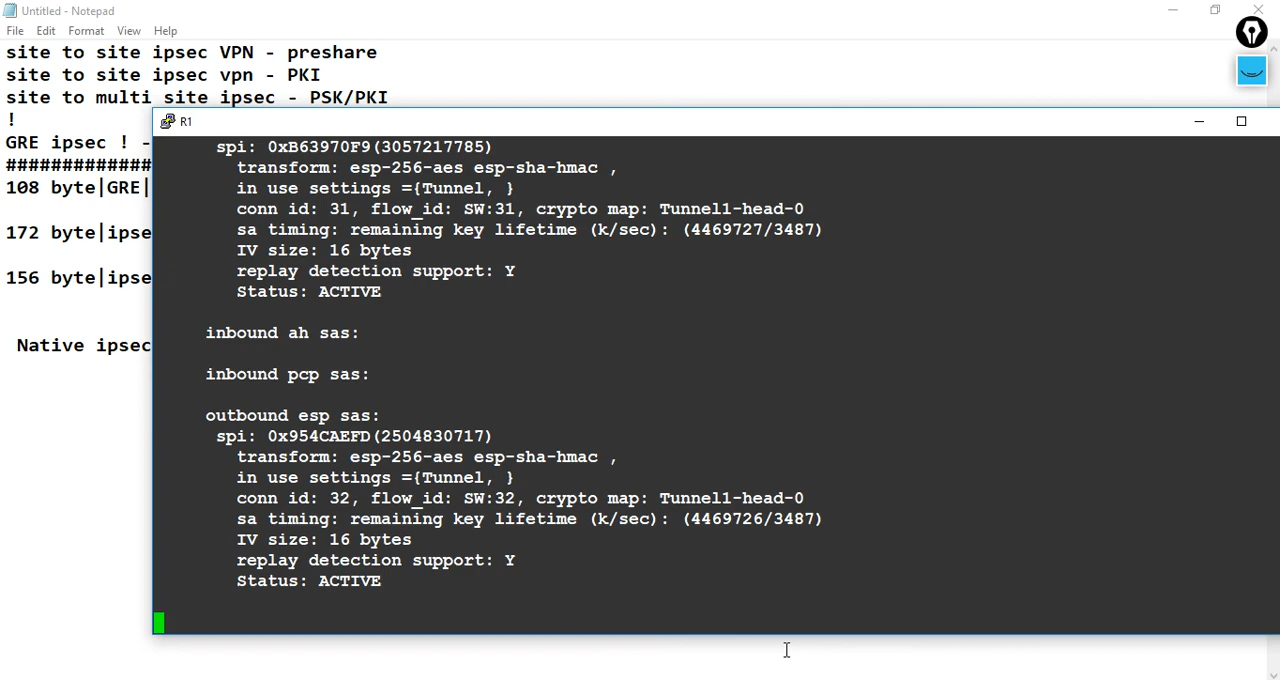 Untitled - Notepad
File Edit Format View Help
site to site ipsec VPN - preshare
site to site ipsec vpn - PKI
site to multi site ipsec - PSK/PKI
!
GRE ipsec ! -
#############
108 byte|GRE|
172 byte|ipse
156 byte|ipse
Native ipsec
R1
spi: 0xB63970F9(3057217785)
transform: esp-256-aes esp-sha-hmac ,
in use settings ={Tunnel, }
conn id: 31, flow_id: SW:31, crypto map: Tunnel1-head-0
sa timing: remaining key lifetime (k/sec): (4469727/3487)
IV size: 16 bytes
replay detection support: Y
Status: ACTIVE
inbound ah sas:
inbound pcp sas:
outbound esp sas:
spi: 0x954CAEFD(2504830717)
transform: esp-256-aes esp-sha-hmac ,
in use settings ={Tunnel, }
conn id: 32, flow_id: SW:32, crypto map: Tunnel1-head-0
sa timing: remaining key lifetime (k/sec): (4469726/3487)
IV size: 16 bytes
replay detection support: Y
Status: ACTIVE